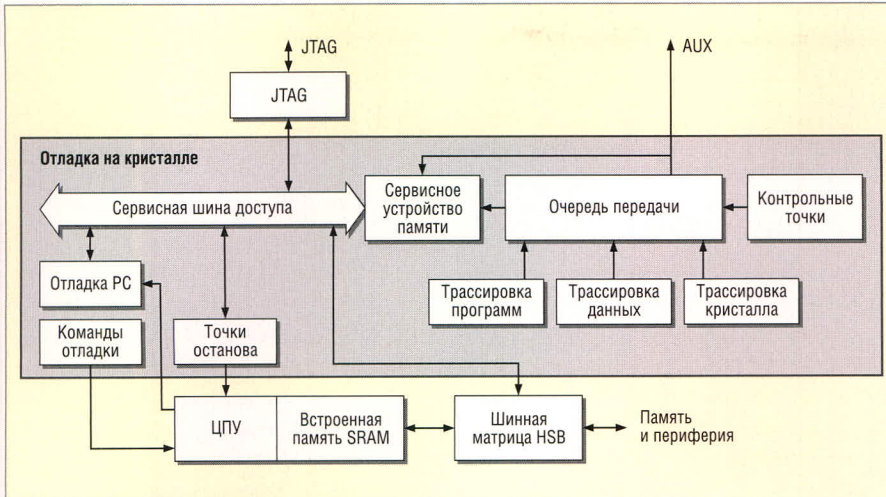 JTAG
AUX
JTAG
Отладка на кристалле
Сервисная шина доступа
Сервисное
устройство
памяти
Очередь передачи
Контрольные
точки
Отладка PC
Трассировка
программ
Трассировка
данных
Трассировка
кристалла
Команды
отладки
Точки
останова
ЦПУ
Встроенная
память SRAM
Шинная
матрица HSB
Память
и периферия